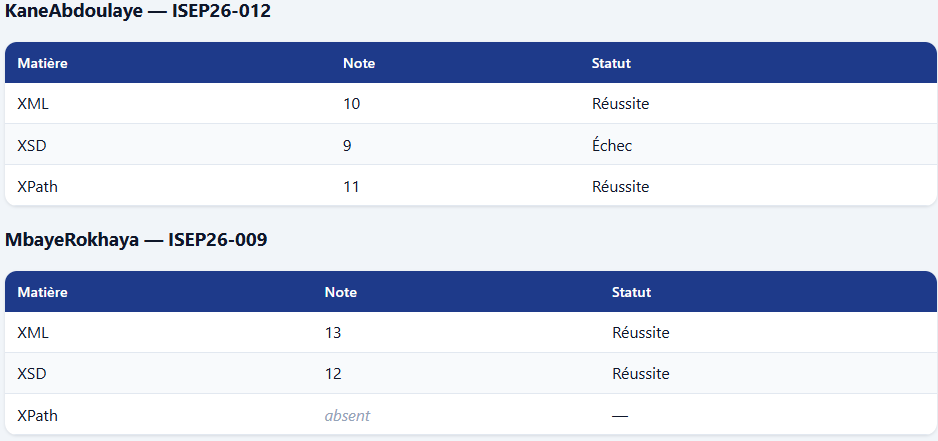 KaneAbdoulaye — ISEP26-012
Matière Note Statut
XML 10 Réussite
XSD 9 Échec
XPath 11 Réussite
MbayeRokhaya — ISEP26-009
Matière Note Statut
XML 13 Réussite
XSD 12 Réussite
XPath absent —